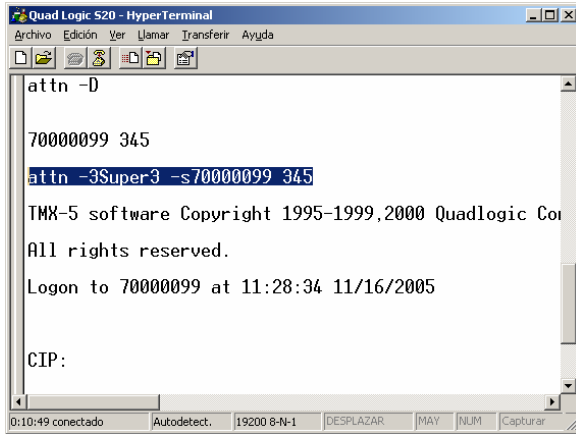 Quad Logic S20 - HyperTerminal
Archivo Edición Ver Llamar Transferir Ayuda
attn -D
70000099 345
attn -3Super3 -s70000099 345
TMX-5 software Copyright 1995-1999,2000 Quadlogic Con
All rights reserved.
Logon to 70000099 at 11:28:34 11/16/2005
CIP:
0:10:49 conectado Autodetect. 19200 8-N-1 DESPLAZAR MAY NUM Capturar